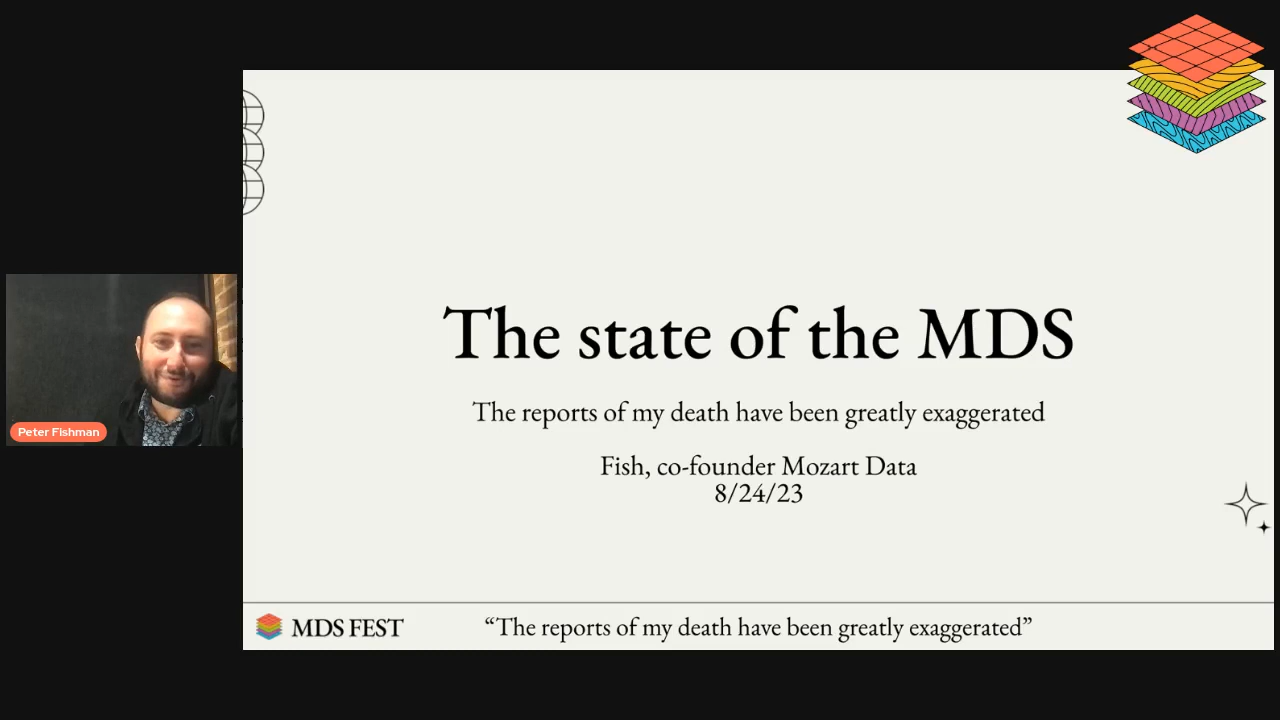 The state of the MDS
The reports of my death have been greatly exaggerated
Fish, co-founder Mozart Data
8/24/23
Peter Fishman
MDS FEST
“The reports of my death have been greatly exaggerated”